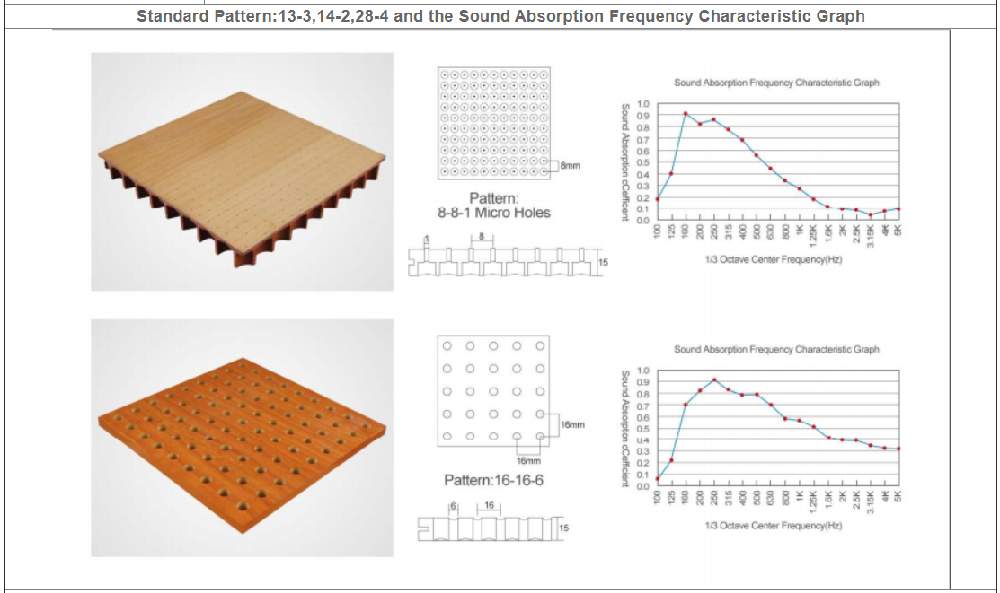 Standard Pattern:13-3,14-2,28-4 and the Sound Absorption Frequency Characteristic Graph
8mm
Pattern:
8-8-1 Micro Holes
1
8
15
Sound Absorption Frequency Characteristic Graph
Sound Absorption oCefficent
1.0
0.9
0.8
0.7
0.6
0.5
0.4
0.3
0.2
0.1
0.0
100
125
160
200
250
315
400
500
630
800
1K
1.25K
1.6K
2K
2.5K
3.15K
4K
5K
1/3 Octave Center Frequency(Hz)
16mm
16mm
Pattern:16-16-6
6
16
15
Sound Absorption Frequency Characteristic Graph
Sound Absorption oCefficient
1.0
0.9
0.8
0.7
0.6
0.5
0.4
0.3
0.2
0.1
0.0
100
125
160
200
250
315
400
500
630
800
1K
1.25K
1.6K
2K
2.5K
3.15K
4K
5K
1/3 Octave Center Frequency(Hz)